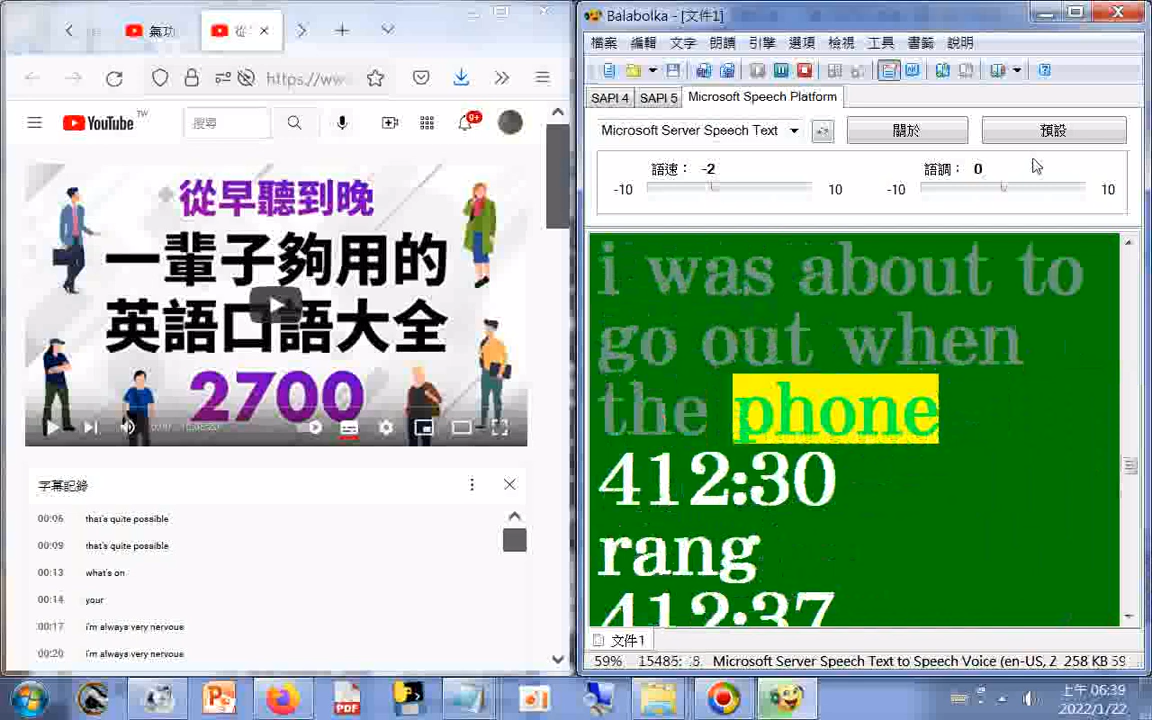 氣功
從
https://www
YouTube TW
搜尋
9+
從早聽到晚
一輩子夠用的
英語口語大全
2700
字幕記錄
00:06 that's quite possible
00:09 that's quite possible
00:13 what's on
00:14 your
00:17 i'm always very nervous
00:20 i'm always very nervous
Balabolka - [文件1]
檔案 編輯 文字 朗讀 引擎 選項 檢視 工具 書籤 說明
SAPI 4 SAPI 5 Microsoft Speech Platform
Microsoft Server Speech Text 關於 預設
語速： -2 語調： 0
-10 10 -10 10
i was about to
go out when
the phone
412:30
rang
412:37
文件1
59% 15485: 8. Microsoft Server Speech Text to Speech Voice (en-US, 2 258 KB 59
PDF
上午 06:39
2022/1/22